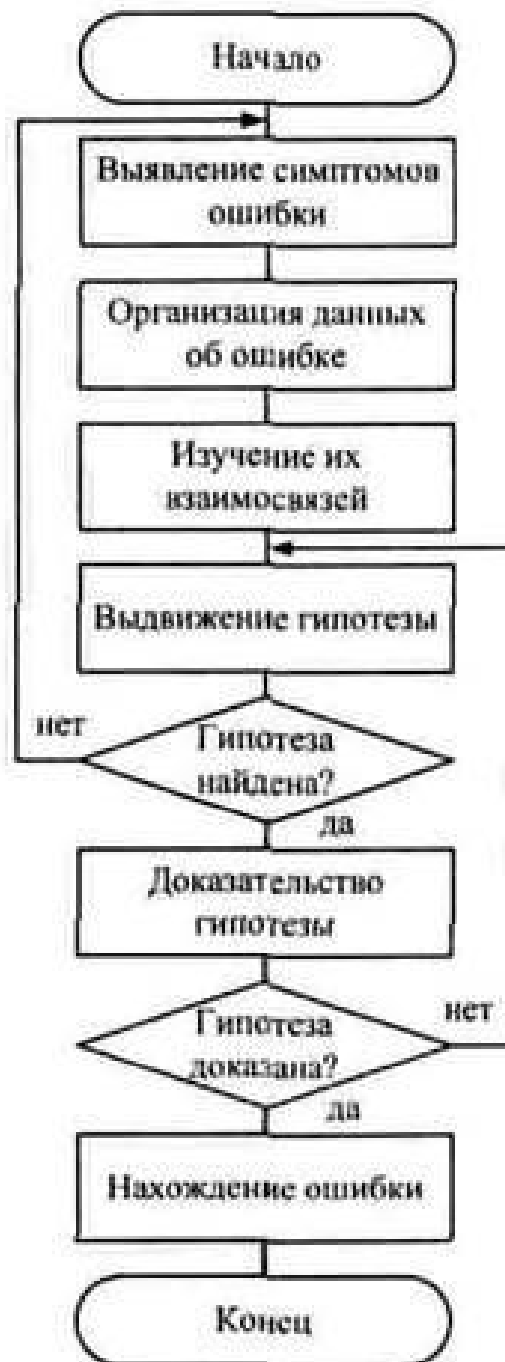 Начало
Выявление симптомов
ошибки
Организация данных
об ошибке
Изучение их
взаимосвязей
Выдвижение гипотезы
нет
Гипотеза
найдена?
да
Доказательство
гипотезы
Гипотеза
доказана?
нет
да
Нахождение ошибки
Конец